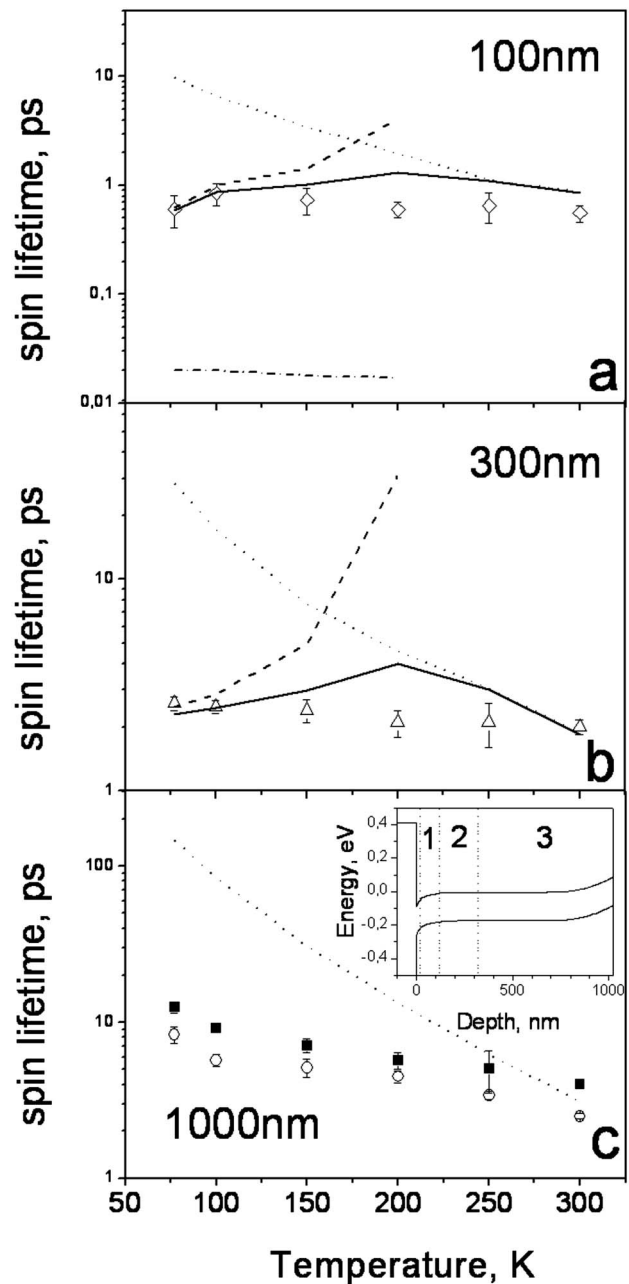 100nm
10
1
0,1
0,01
spin lifetime, ps
a
300nm
10
1
spin lifetime, ps
b
1000nm
100
10
1
spin lifetime, ps
c
0,4
0,2
0,0
-0,2
-0,4
Energy, eV
1 2 3
0 500 1000
Depth, nm
50 100 150 200 250 300
Temperature, K